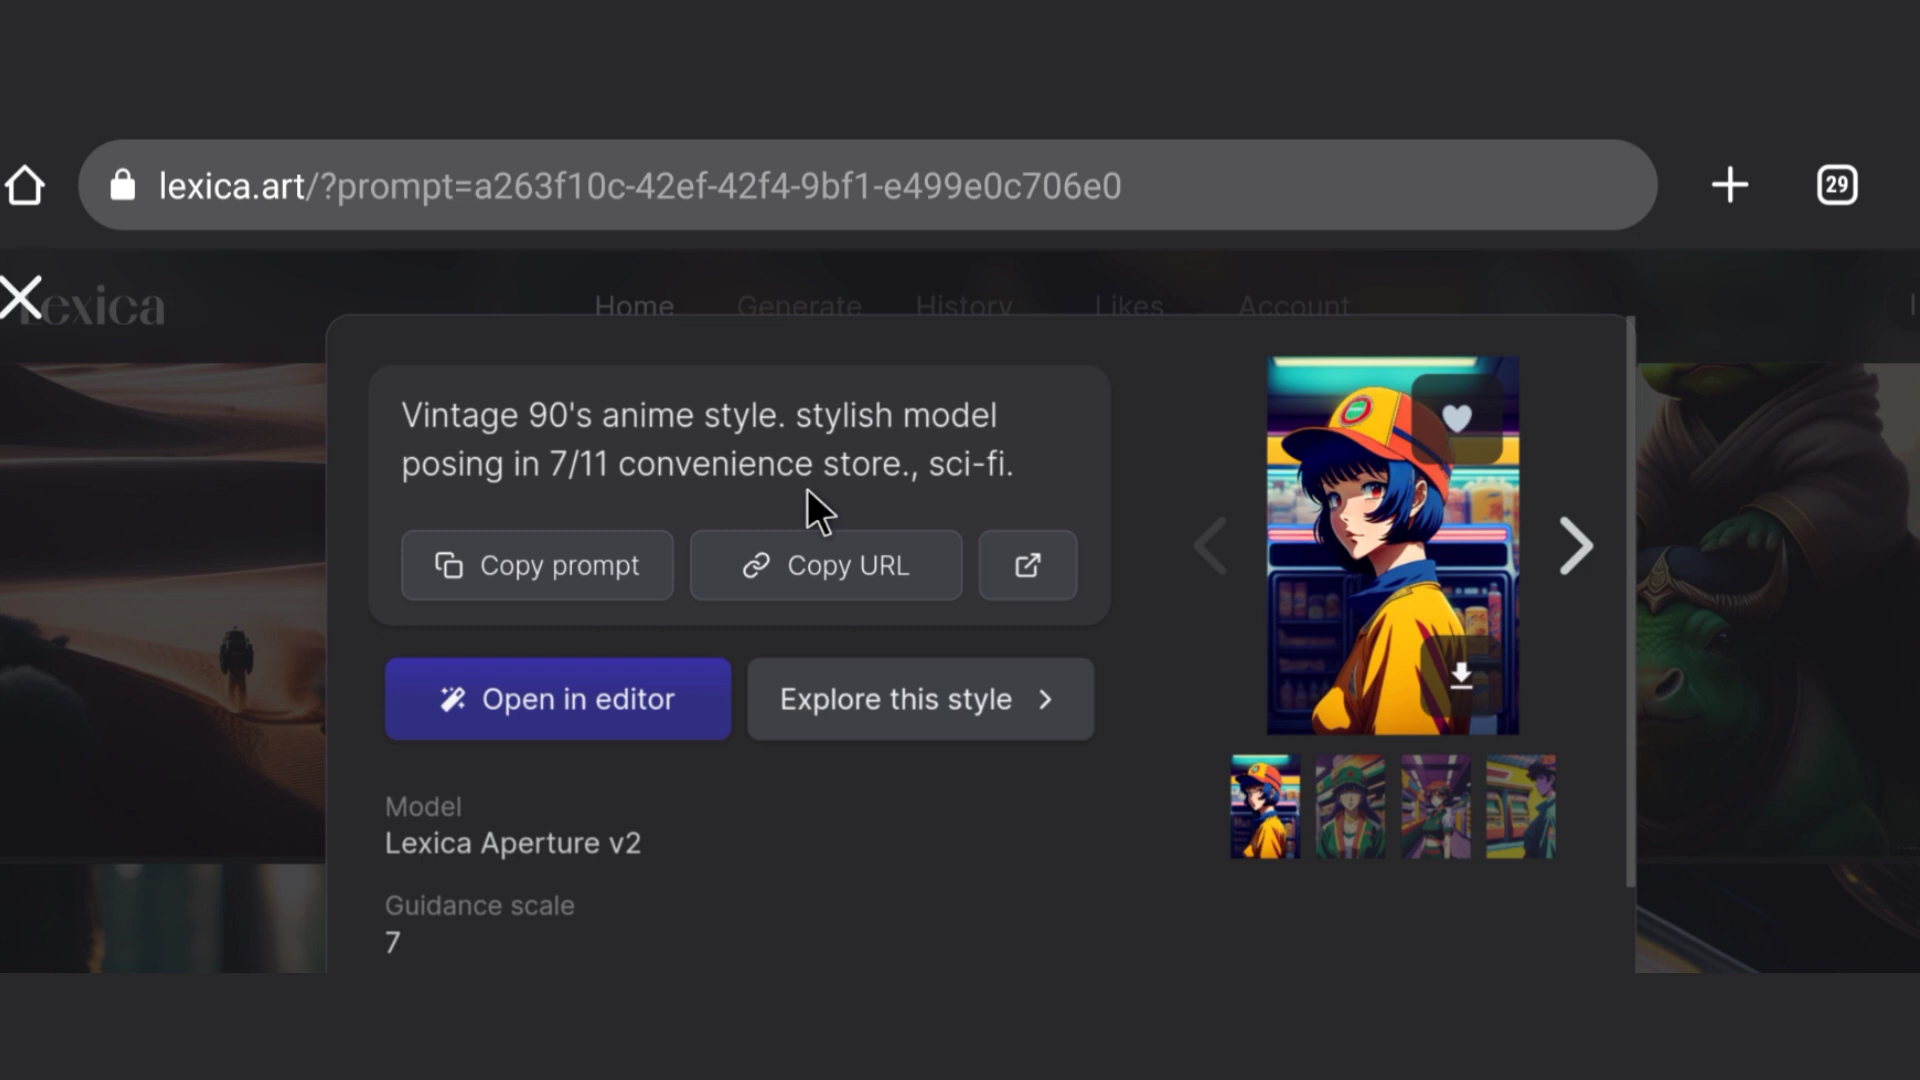 lexica.art/?prompt=a263f10c-42ef-42f4-9bf1-e499e0c706e0
29
Lexica
Home Generate History Likes Account
Vintage 90's anime style. stylish model
posing in 7/11 convenience store., sci-fi.
Copy prompt Copy URL
Open in editor Explore this style
Model
Lexica Aperture v2
Guidance scale
7